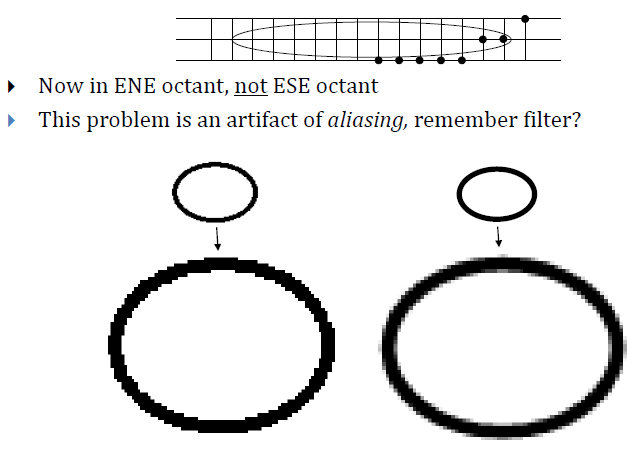 Now in ENE octant, not ESE octant
This problem is an artifact of aliasing, remember filter?